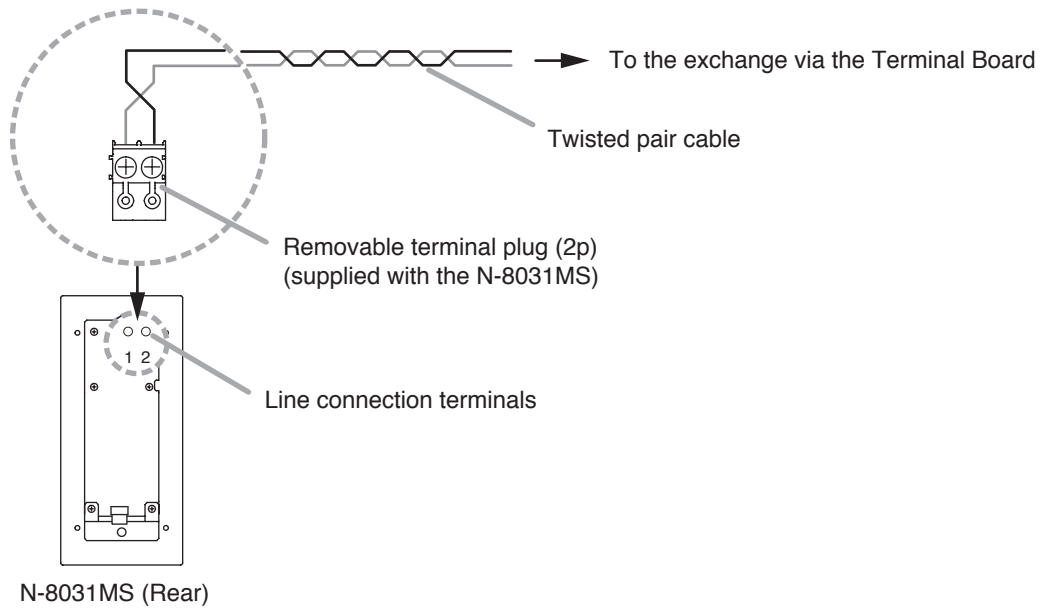 To the exchange via the Terminal Board
Twisted pair cable
Removable terminal plug (2p)
(supplied with the N-8031MS)
1 2
Line connection terminals
N-8031MS (Rear)